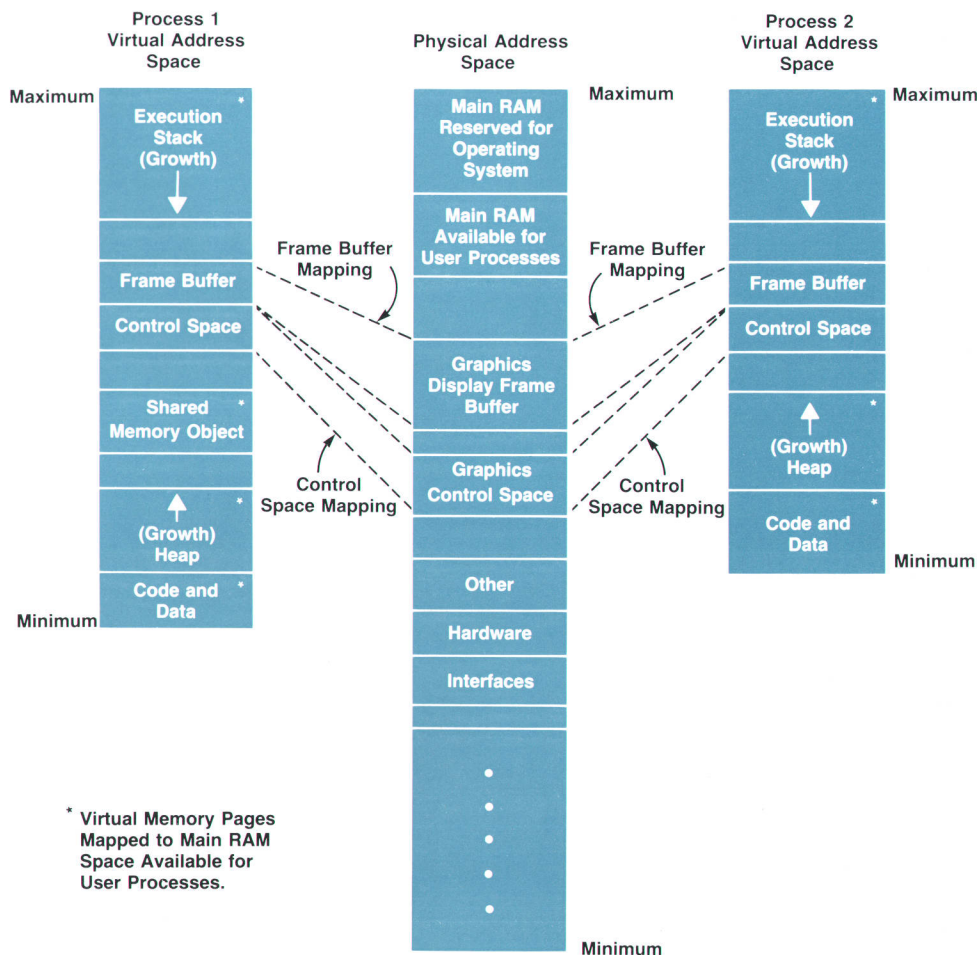 Process 1
Virtual Address
Space
Maximum
*
Execution
Stack
(Growth)
Frame Buffer
Control Space
*
Shared
Memory Object
*
(Growth)
Heap
*
Code and
Data
Minimum
Frame Buffer
Mapping
Control
Space Mapping
Physical Address
Space
Maximum
Main RAM
Reserved for
Operating
System
Main RAM
Available for
User Processes
Graphics
Display Frame
Buffer
Graphics
Control Space
Other
Hardware
Interfaces
Minimum
Frame Buffer
Mapping
Control
Space Mapping
Process 2
Virtual Address
Space
Maximum
*
Execution
Stack
(Growth)
Frame Buffer
Control Space
*
(Growth)
Heap
*
Code and
Data
Minimum
* Virtual Memory Pages
Mapped to Main RAM
Space Available for
User Processes.